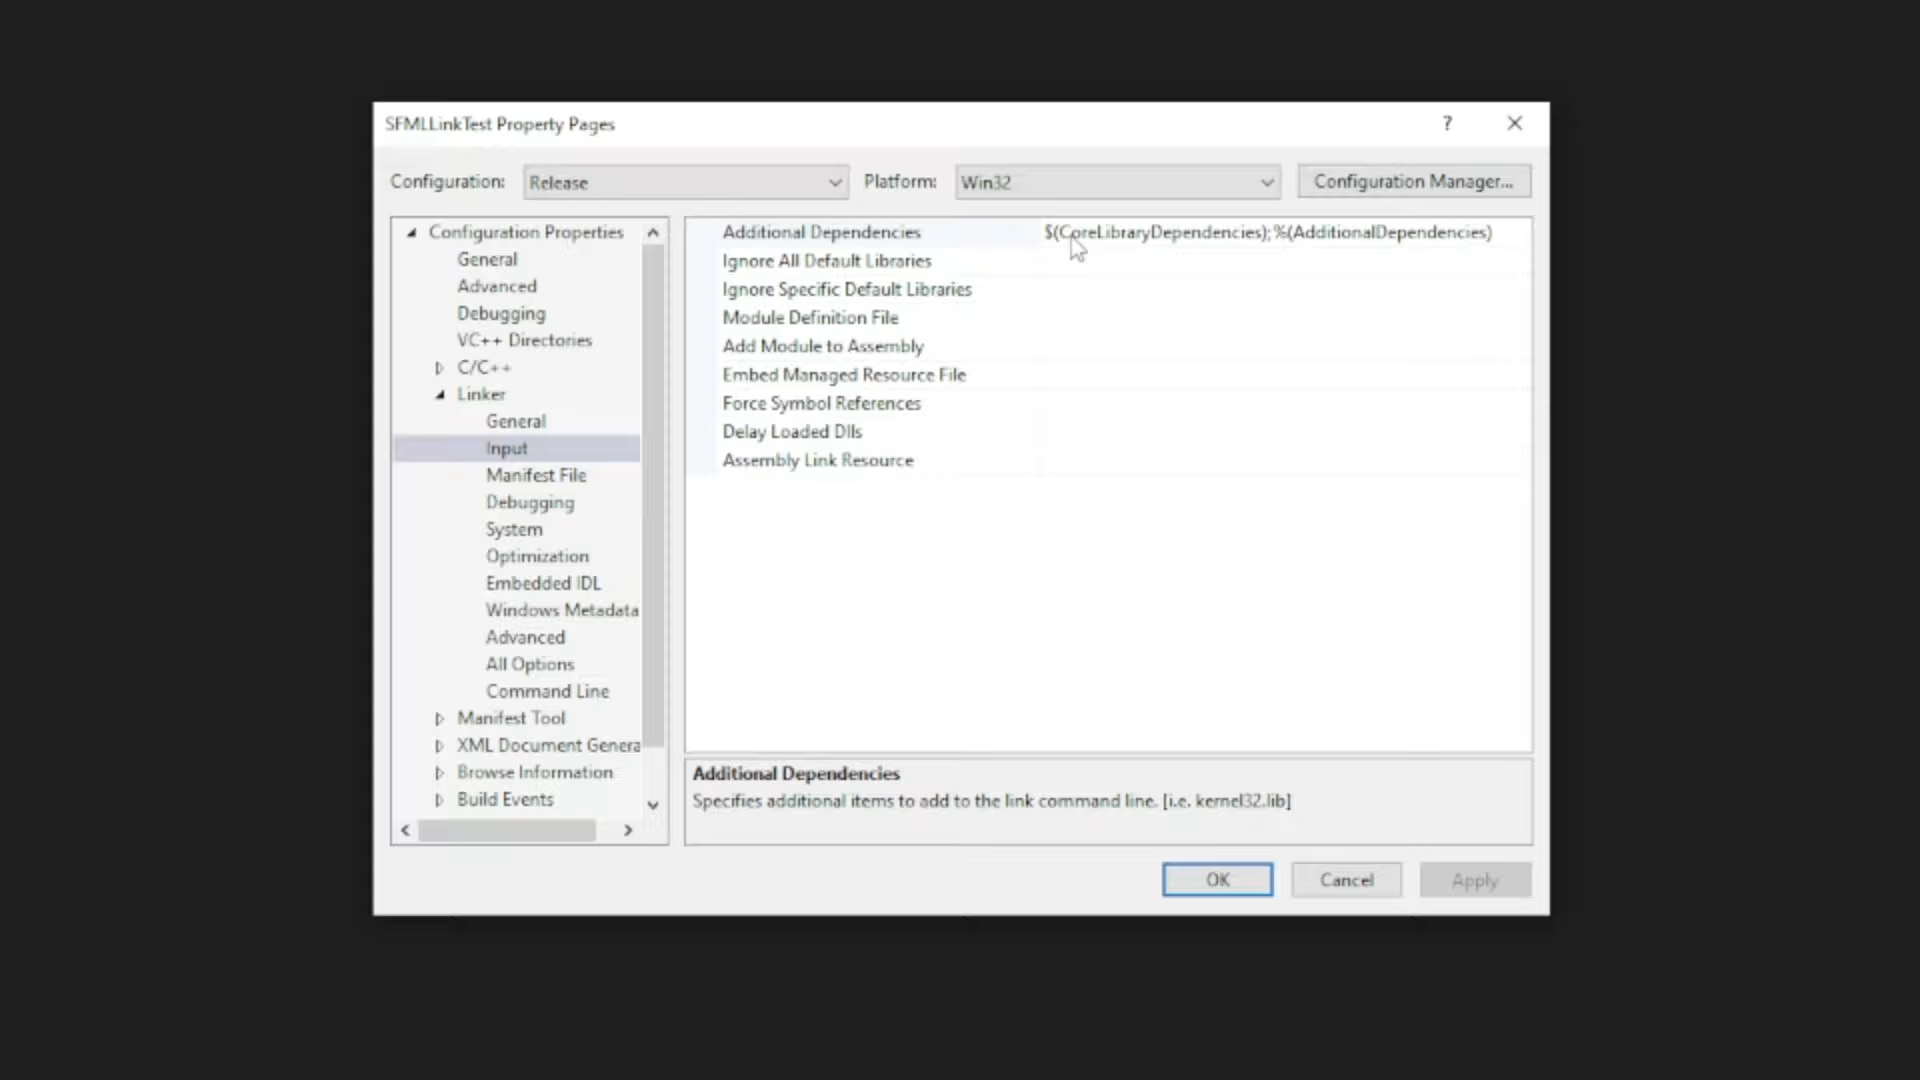 SFMLLinkTest Property Pages
?
Configuration: Release Platform: Win32 Configuration Manager...
Configuration Properties
General
Advanced
Debugging
VC++ Directories
C/C++
Linker
General
Input
Manifest File
Debugging
System
Optimization
Embedded IDL
Windows Metadata
Advanced
All Options
Command Line
Manifest Tool
XML Document Genera
Browse Information
Build Events
Additional Dependencies $(CoreLibraryDependencies);%(AdditionalDependencies)
Ignore All Default Libraries
Ignore Specific Default Libraries
Module Definition File
Add Module to Assembly
Embed Managed Resource File
Force Symbol References
Delay Loaded Dlls
Assembly Link Resource
Additional Dependencies
Specifies additional items to add to the link command line. [i.e. kernel32.lib]
OK Cancel Apply